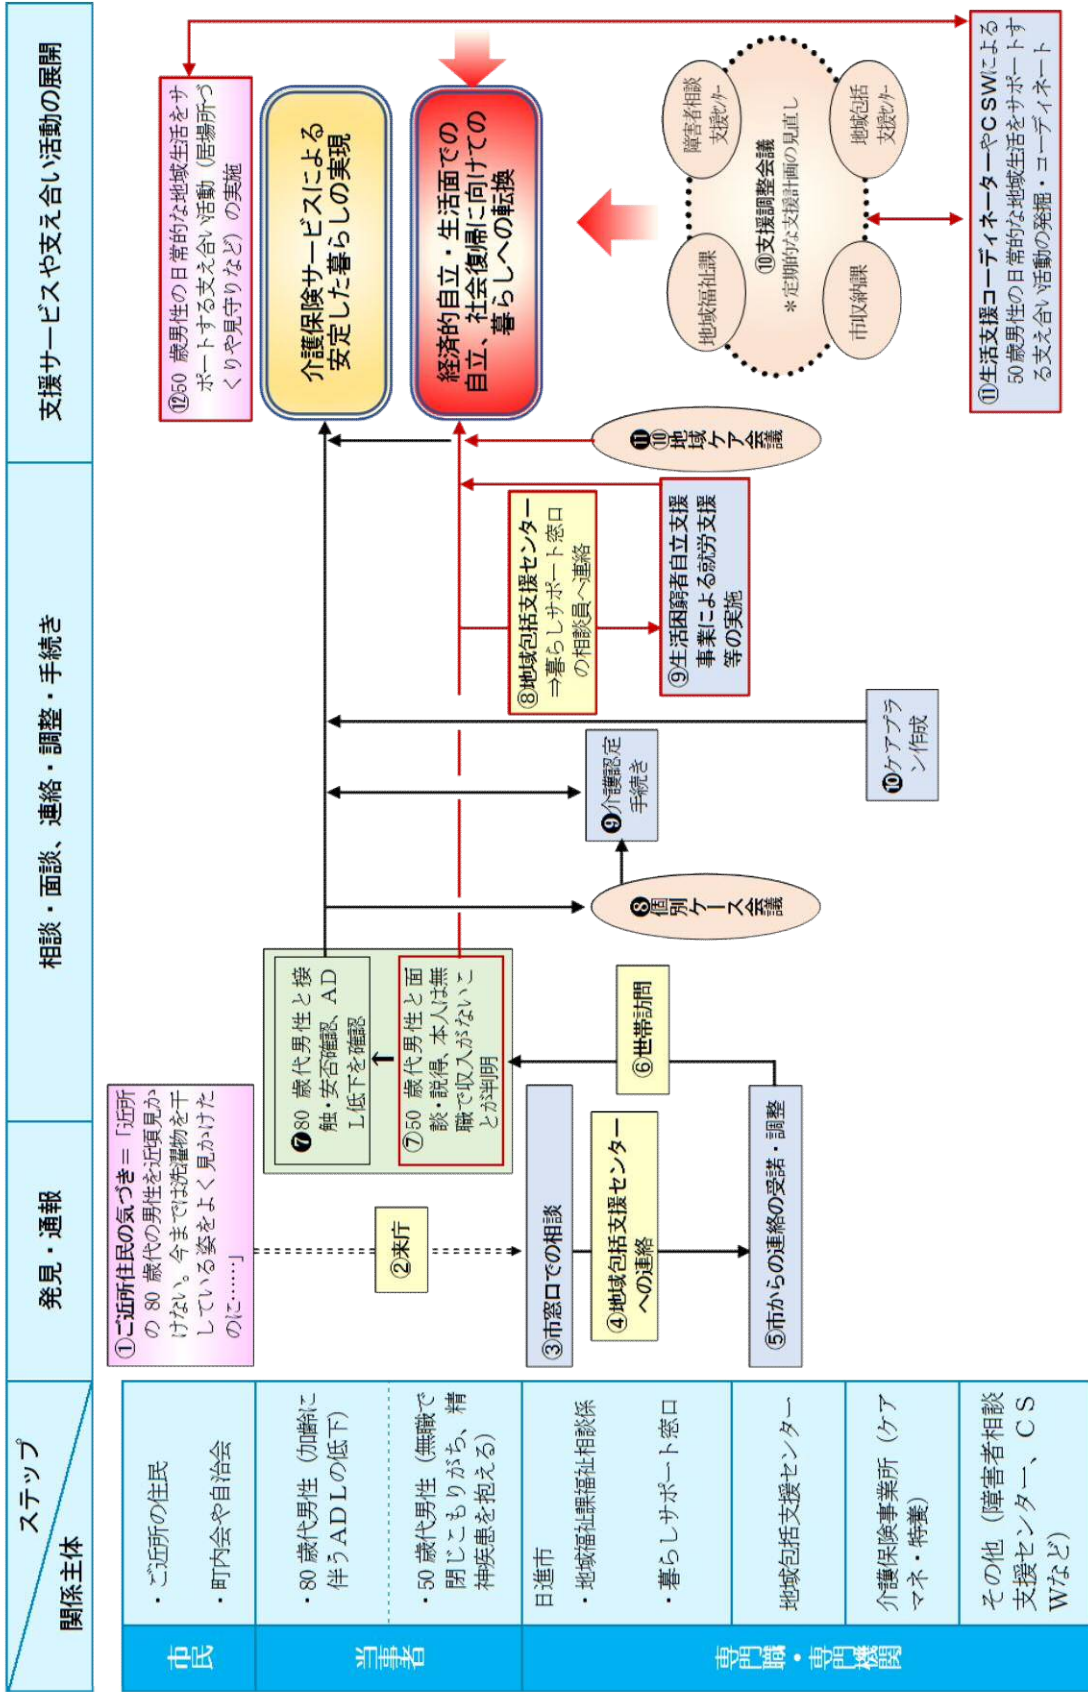 ステップ
関係主体
発見・通報
相談・面談、連絡・調整・手続き
支援サービスや支え合い活動の展開
市民
・ご近所の住民
・町内会や自治会
当事者
・80 歳代男性（加齢に
伴うＡＤＬの低下）
・50 歳代男性（無職で
閉じこもりがち、精
神疾患を抱える）
専門職・専門機関
日進市
・地域福祉課福祉相談係
・暮らしサポート窓口
地域包括支援センター
介護保険事業所（ケア
マネ・特養）
その他（障害者相談
支援センター、ＣＳ
Ｗなど）
①ご近所住民の気づき＝「近所
の 80 歳代の男性を近頃見か
けない。今までは洗濯物を干
している姿をよく見かけた
のに……」
②来庁
③市窓口での相談
④地域包括支援センター
への連絡
⑤市からの連絡の受諾・調整
⑥世帯訪問
❼80 歳代男性と接
触・安否確認、ＡＤ
Ｌ低下を確認
⑦50 歳代男性と面
談・説得、本人は無
職で収入がないこ
とが判明
❽個別ケース会議
❾介護認定
手続き
❿ケアプラ
ン作成
⑧地域包括支援センター
⇒暮らしサポート窓口
の相談員へ連絡
⑨生活困窮者自立支援
事業による就労支援
等の実施
⓫⑩地域ケア会議
⑫50 歳男性の日常的な地域生活をサ
ポートする支え合い活動（居場所づ
くりや見守りなど）の実施
介護保険サービスによる
安定した暮らしの実現
経済的自立・生活面での
自立、社会復帰に向けての
暮らしへの転換
⑩支援調整会議
＊定期的な支援計画の見直し
地域福祉課
障害者相談
支援センター
市収納課
地域包括
支援センター
⑪生活支援コーディネーターやＣＳＷによる
50 歳男性の日常的な地域生活をサポートす
る支え合い活動の発掘・コーディネート